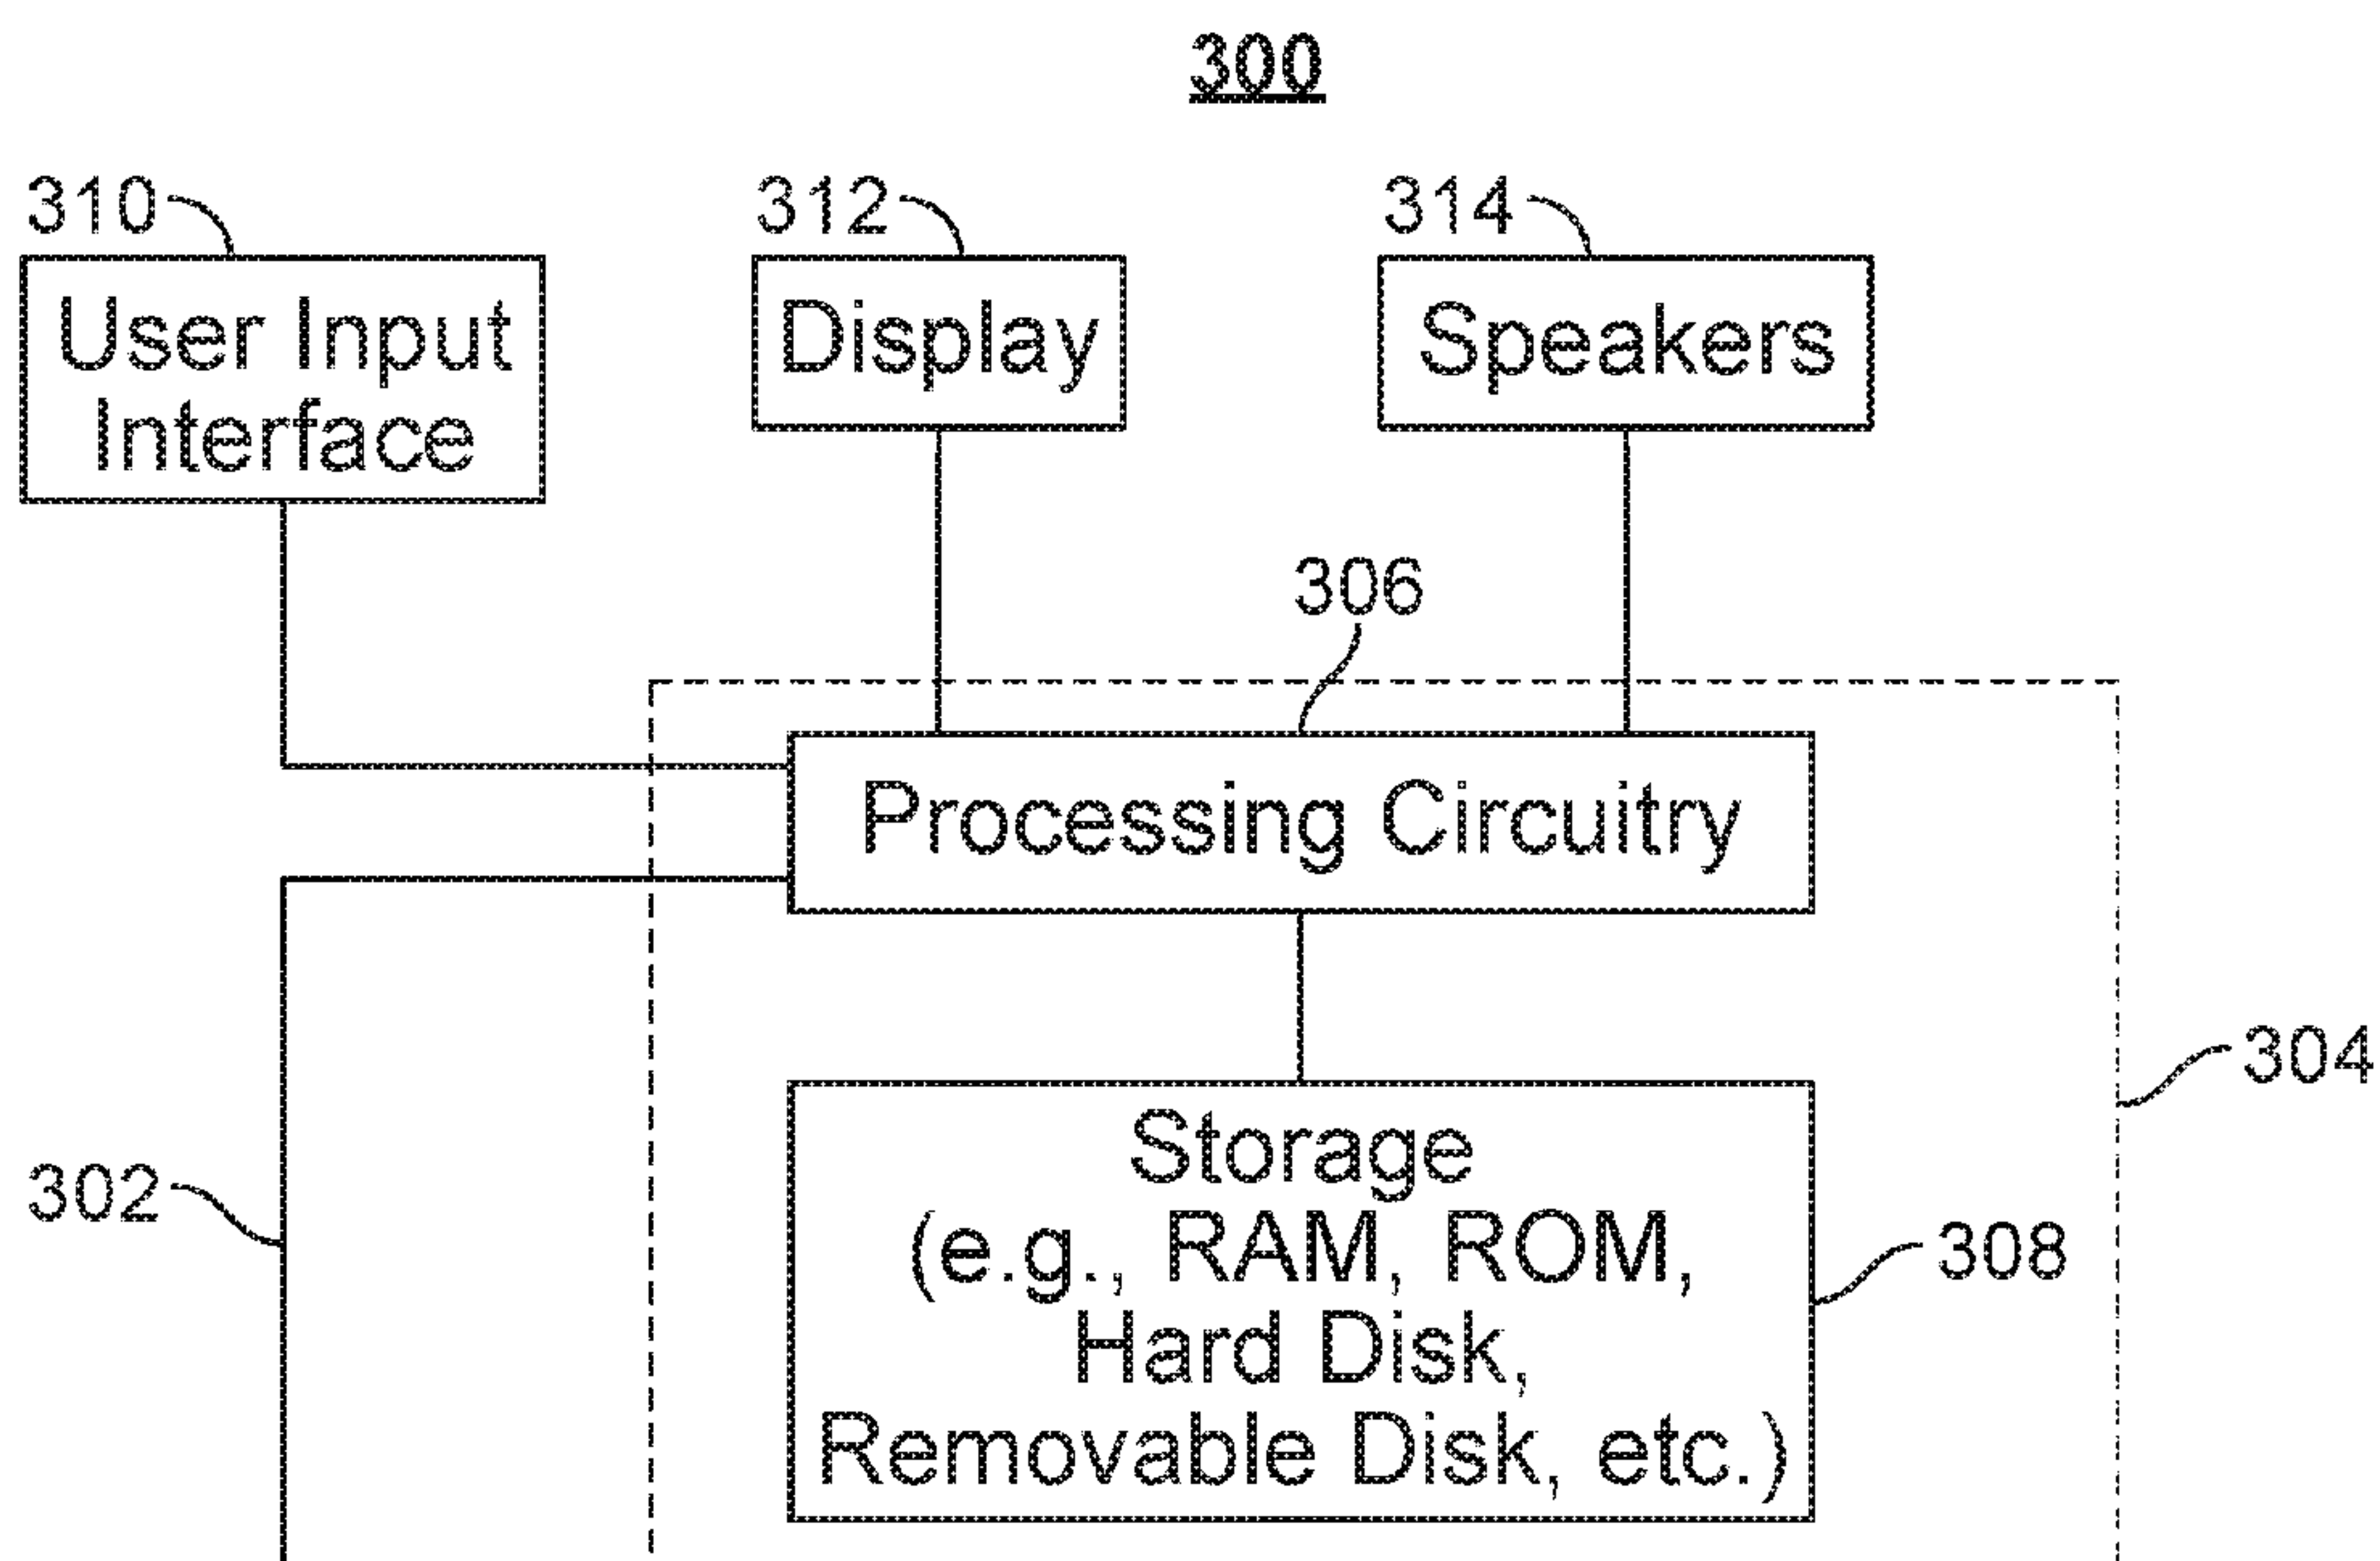 300
310
312
314
User Input
Interface
Display
Speakers
306
Processing Circuitry
304
302
Storage
(e.g., RAM, ROM,
Hard Disk,
Removable Disk, etc.)
308